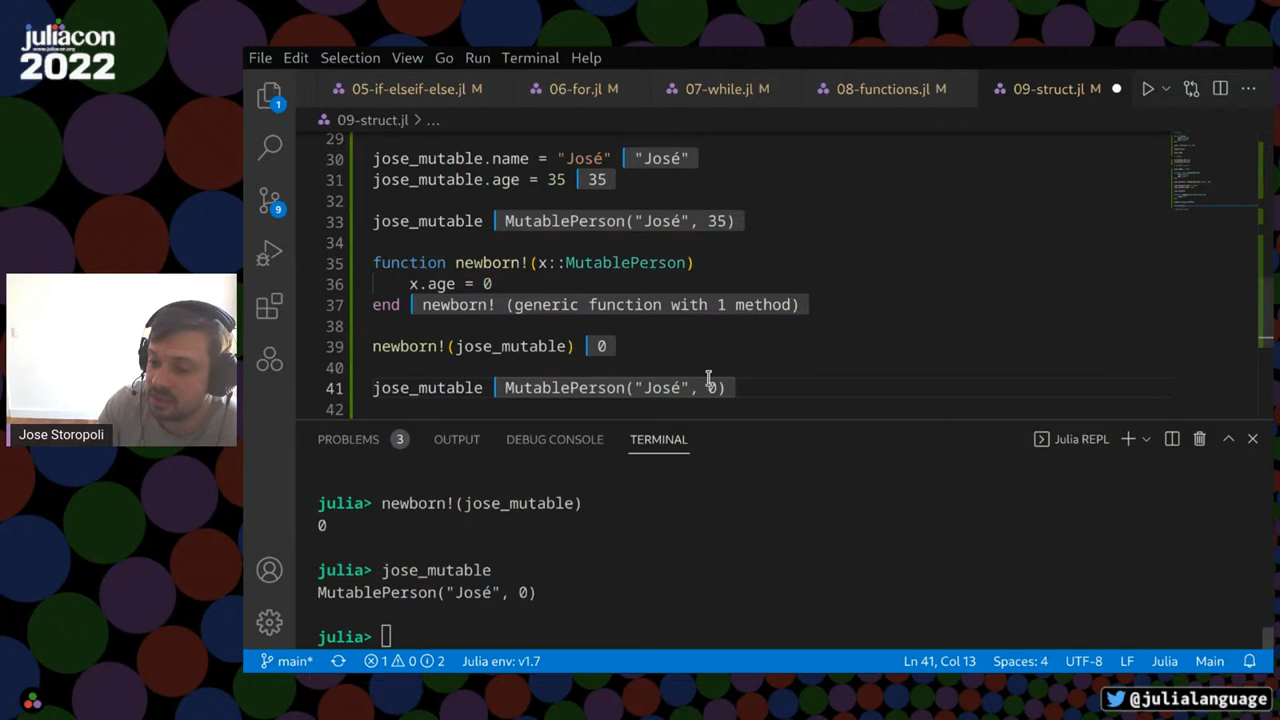 juliacon
www.juliacon.org
2022
File Edit Selection View Go Run Terminal Help
05-if-elseif-else.jl M 06-for.jl M 07-while.jl M 08-functions.jl M 09-struct.jl M
09-struct.jl > ...
29
30 jose_mutable.name = "José" "José"
31 jose_mutable.age = 35 35
32
33 jose_mutable MutablePerson("José", 35)
34
35 function newborn!(x::MutablePerson)
36 x.age = 0
37 end newborn! (generic function with 1 method)
38
39 newborn!(jose_mutable) 0
40
41 jose_mutable MutablePerson("José", 0)
42
1
9
Jose Storopoli
PROBLEMS 3 OUTPUT DEBUG CONSOLE TERMINAL Julia REPL
julia> newborn!(jose_mutable)
0
julia> jose_mutable
MutablePerson("José", 0)
julia>
main* 1 0 2 Julia env: v1.7 Ln 41, Col 13 Spaces: 4 UTF-8 LF Julia Main
@julialanguage